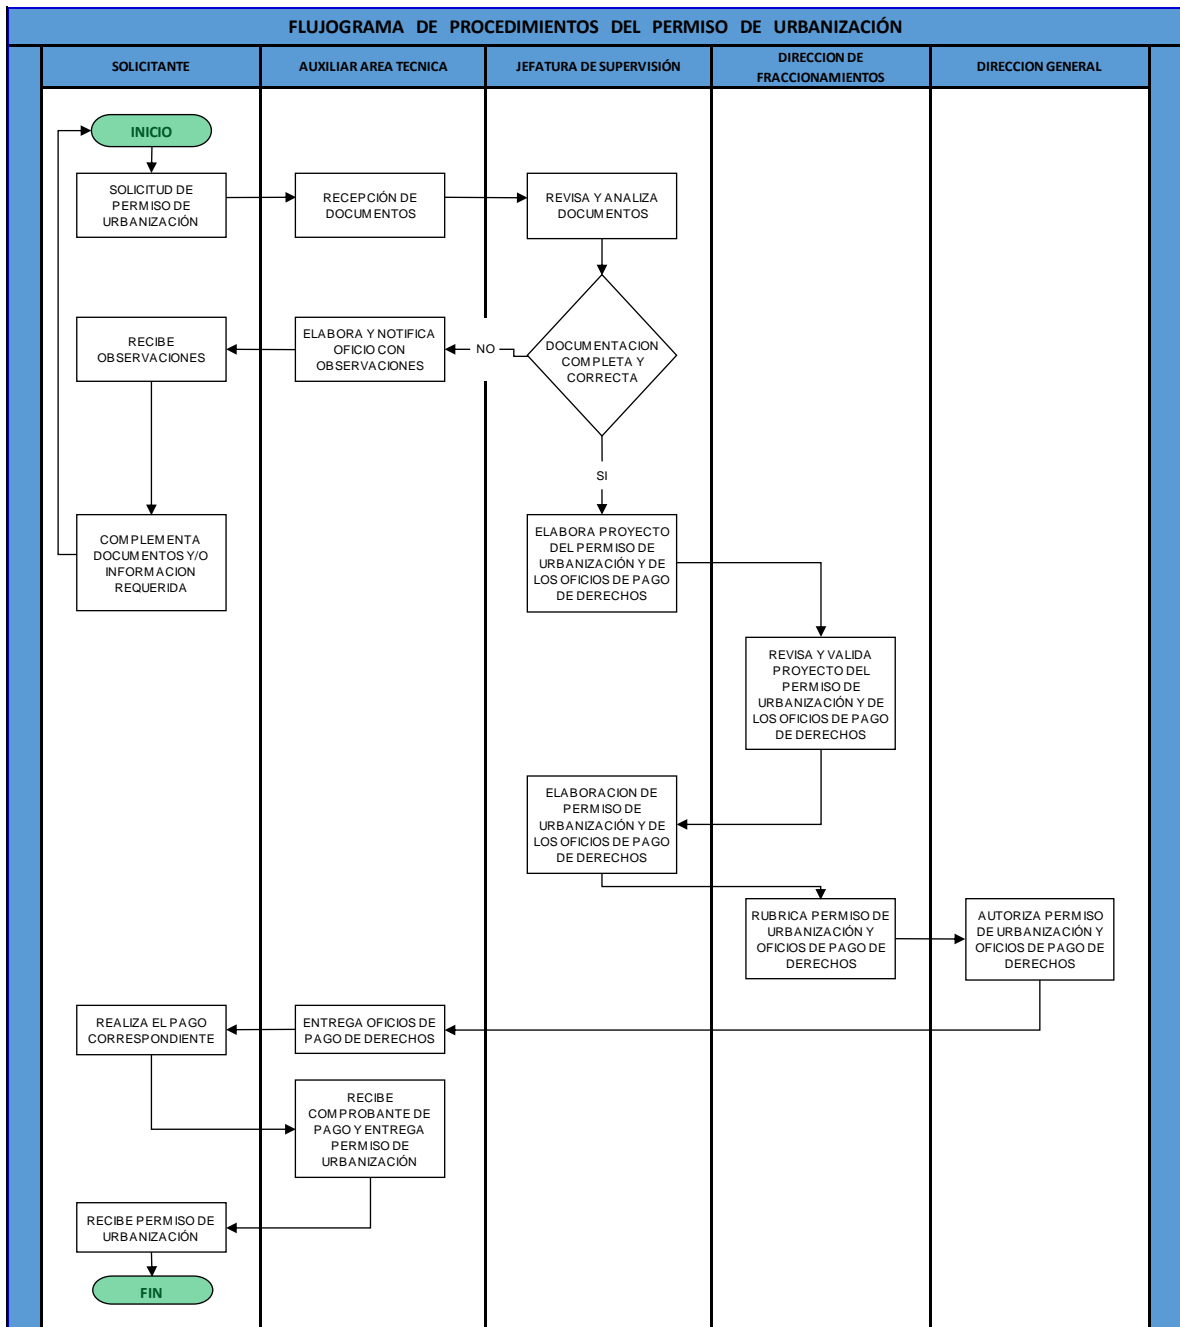 FLUJOGRAMA DE PROCEDIMIENTOS DEL PERMISO DE URBANIZACIÓN
SOLICITANTE
AUXILIAR AREA TECNICA
JEFATURA DE SUPERVISIÓN
DIRECCION DE
FRACCIONAMIENTOS
DIRECCION GENERAL
INICIO
SOLICITUD DE
PERMISO DE
URBANIZACIÓN
RECEPCIÓN DE
DOCUMENTOS
REVISA Y ANALIZA
DOCUMENTOS
RECIBE
OBSERVACIONES
ELABORA Y NOTIFICA
OFICIO CON
OBSERVACIONES
NO
DOCUMENTACION
COMPLETA Y
CORRECTA
SI
COMPLEMENTA
DOCUMENTOS Y/O
INFORMACION
REQUERIDA
ELABORA PROYECTO
DEL PERMISO DE
URBANIZACIÓN Y DE
LOS OFICIOS DE PAGO
DE DERECHOS
REVISA Y VALIDA
PROYECTO DEL
PERMISO DE
URBANIZACIÓN Y DE
LOS OFICIOS DE PAGO
DE DERECHOS
ELABORACION DE
PERMISO DE
URBANIZACIÓN Y DE
LOS OFICIOS DE PAGO
DE DERECHOS
RUBRICA PERMISO DE
URBANIZACIÓN Y
OFICIOS DE PAGO DE
DERECHOS
AUTORIZA PERMISO
DE URBANIZACIÓN Y
OFICIOS DE PAGO DE
DERECHOS
REALIZA EL PAGO
CORRESPONDIENTE
ENTREGA OFICIOS DE
PAGO DE DERECHOS
RECIBE
COMPROBANTE DE
PAGO Y ENTREGA
PERMISO DE
URBANIZACIÓN
RECIBE PERMISO DE
URBANIZACIÓN
FIN